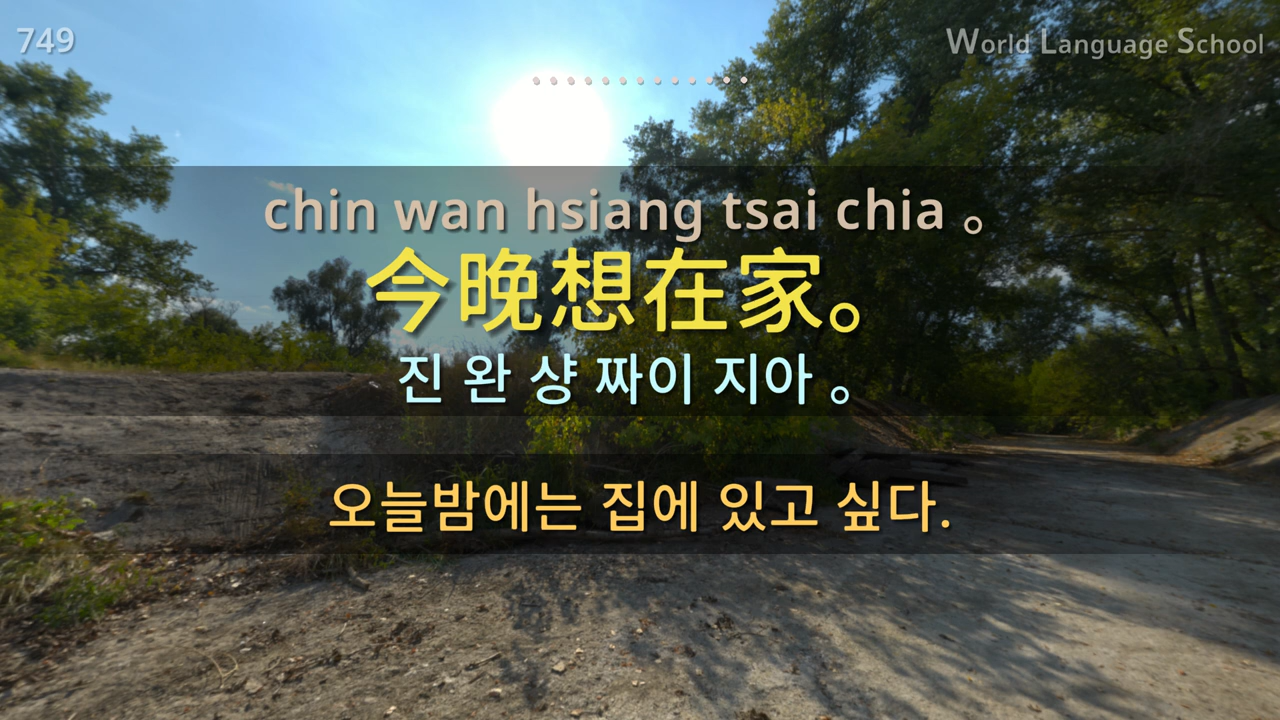 749
World Language School
chin wan hsiang tsai chia 。
今晚想在家。
진 완 샹 짜이 지아 。
오늘밤에는 집에 있고 싶다.